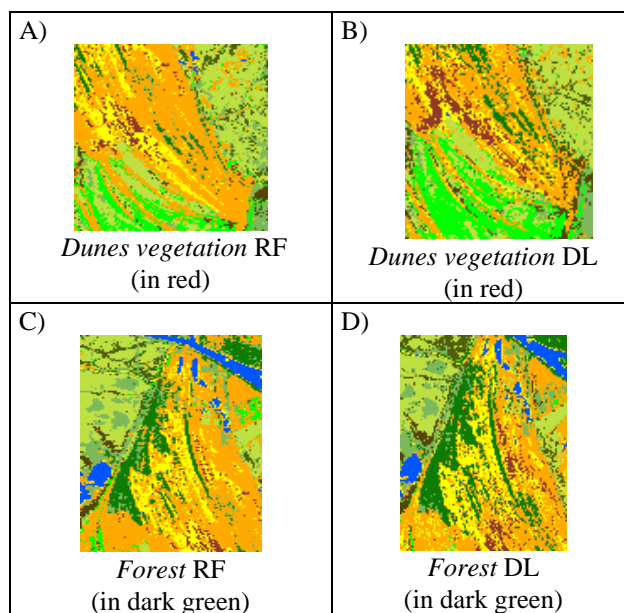 A)
B)
Dunes vegetation RF
(in red)
Dunes vegetation DL
(in red)
C)
D)
Forest RF
(in dark green)
Forest DL
(in dark green)